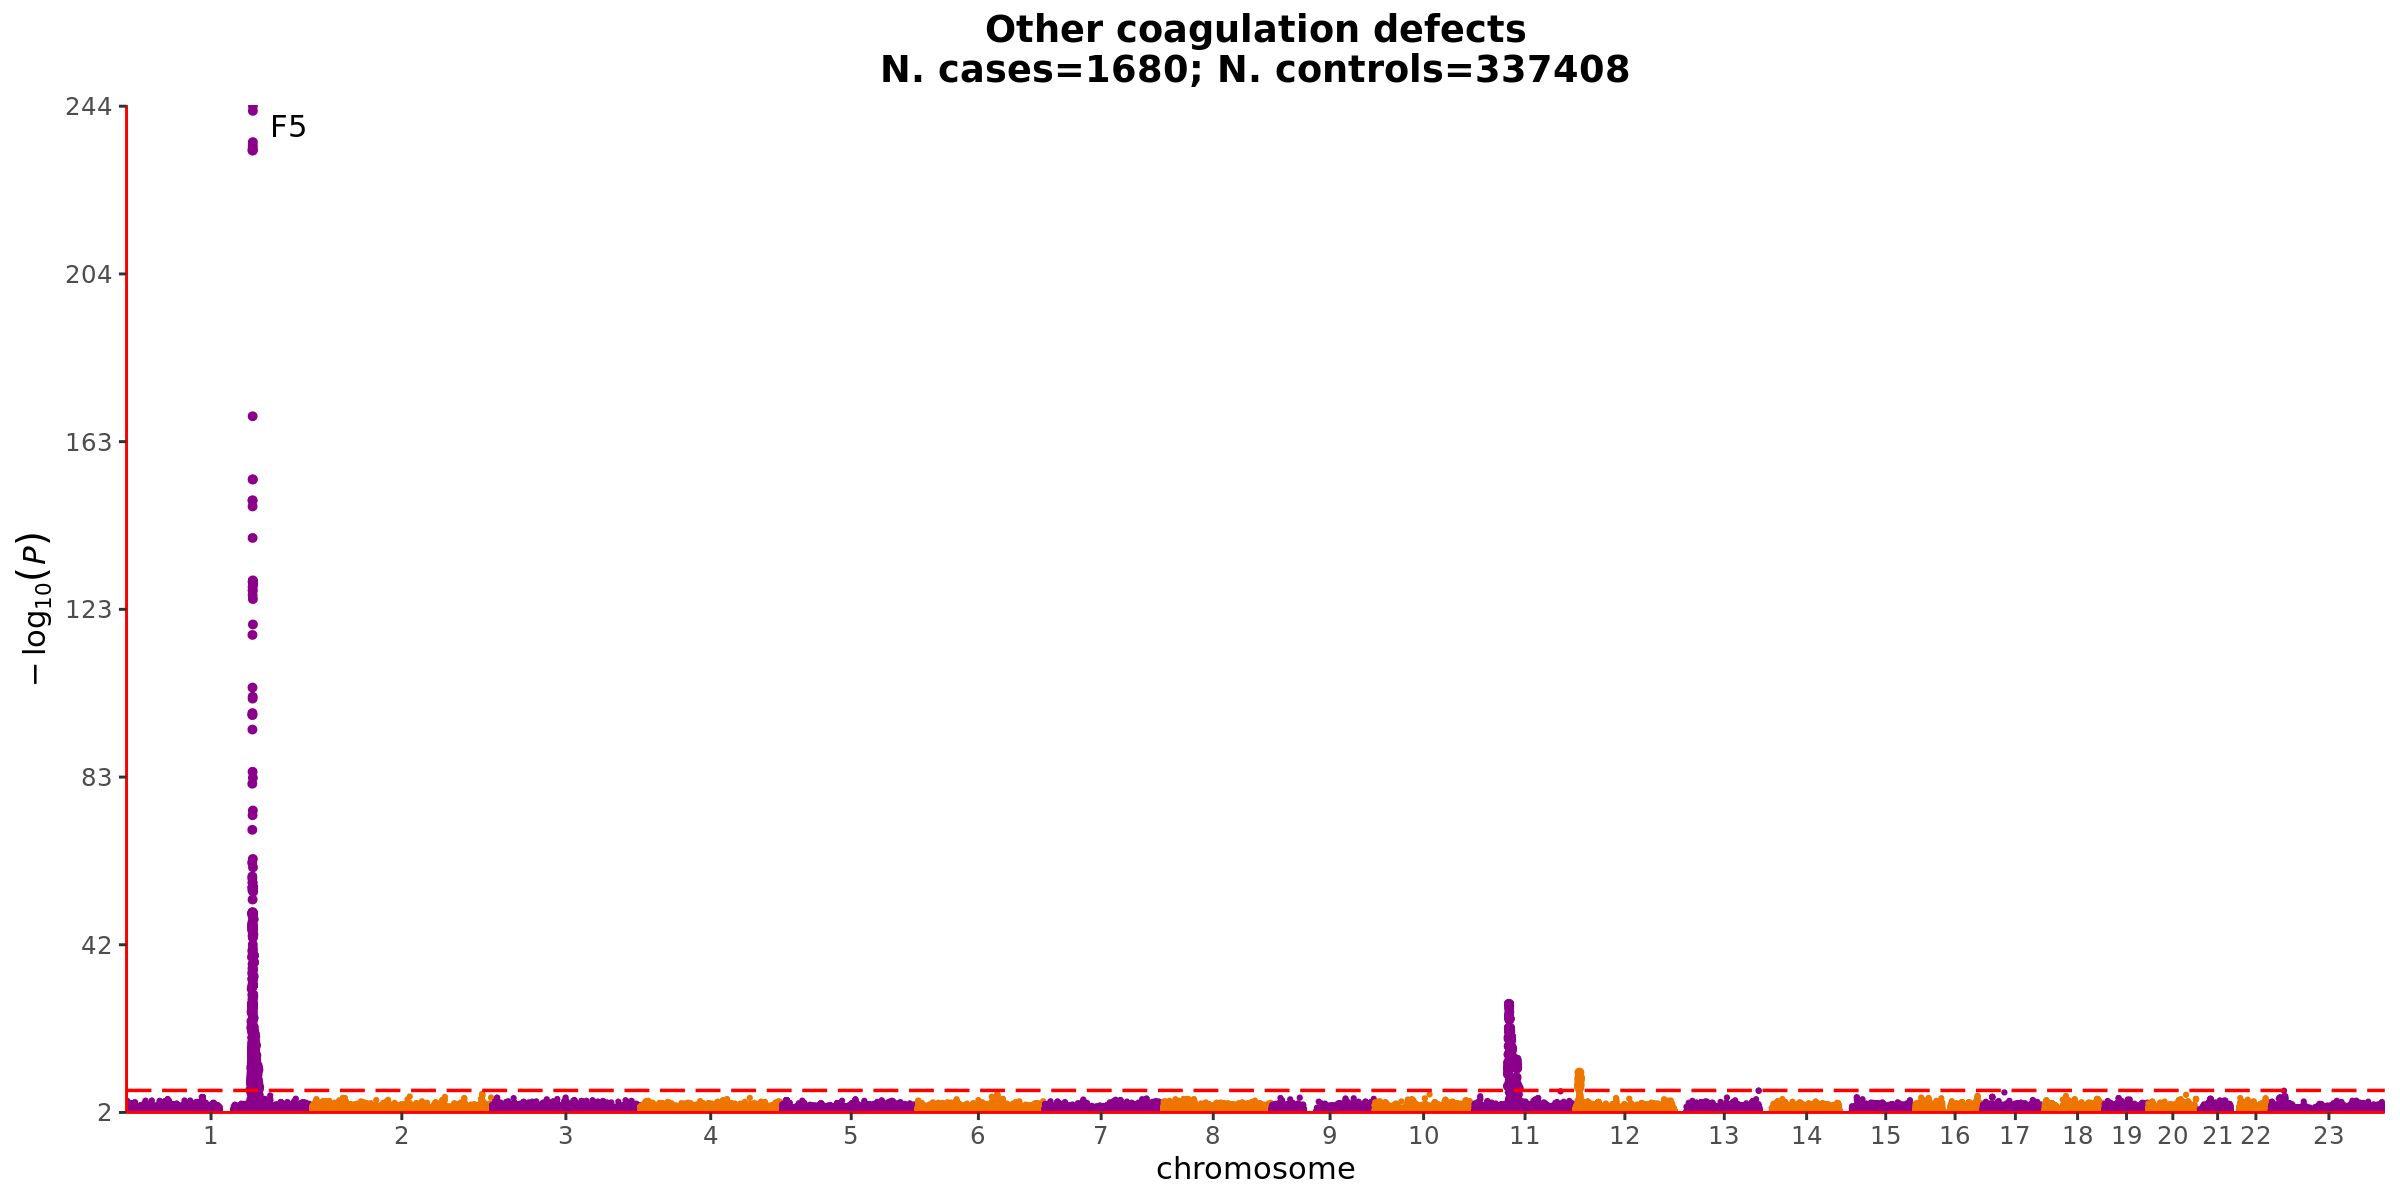 Other coagulation defects
N. cases=1680; N. controls=337408
244
F5
204
163
123
83
42
2
−log10(P)
1 2 3 4 5 6 7 8 9 10 11 12 13 14 15 16 17 18 19 20 21 22 23
chromosome